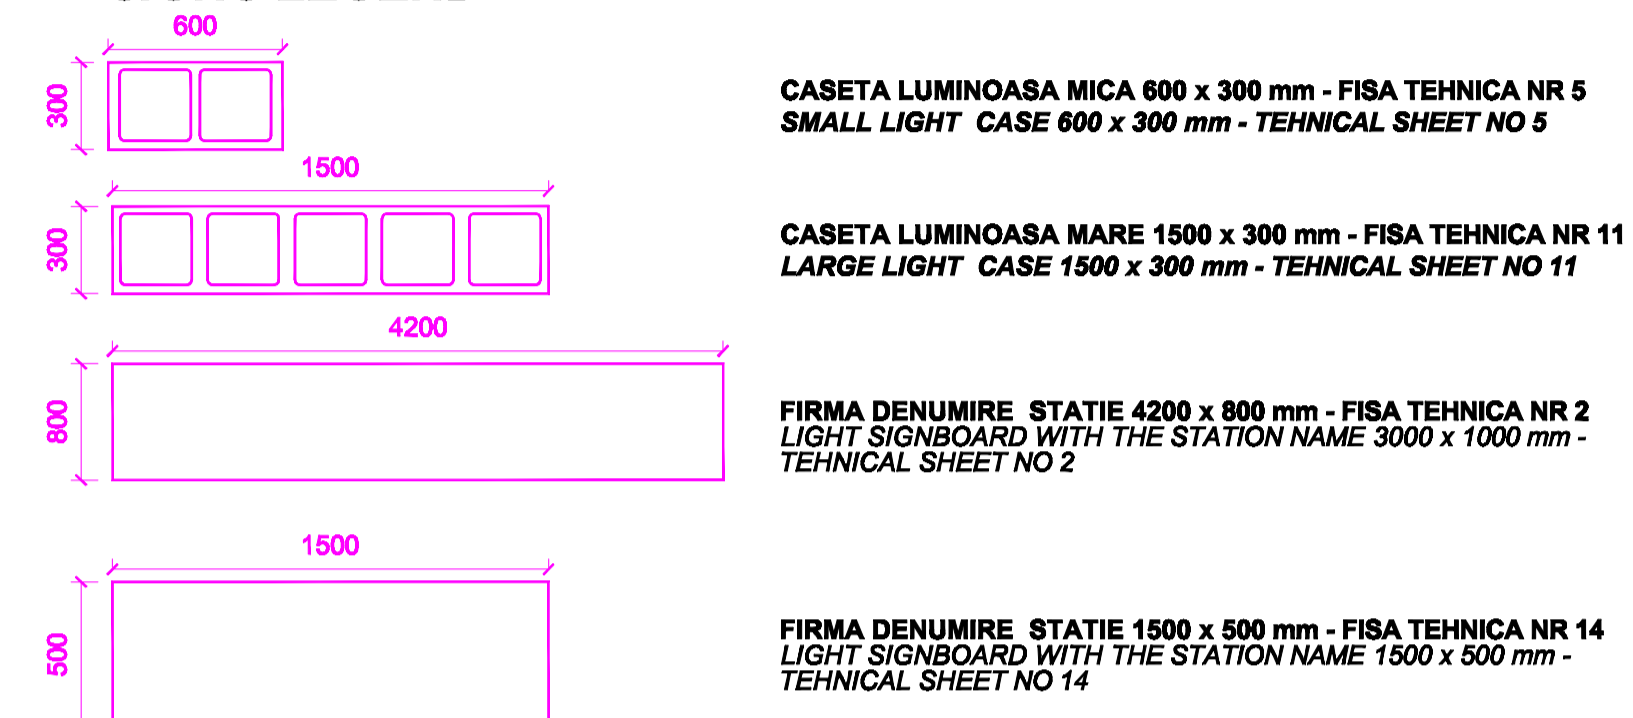 600
300
CASETA LUMINOASA MICA 600 x 300 mm - FISA TEHNICA NR 5
SMALL LIGHT CASE 600 x 300 mm - TEHNICAL SHEET NO 5
1500
300
CASETA LUMINOASA MARE 1500 x 300 mm - FISA TEHNICA NR 11
LARGE LIGHT CASE 1500 x 300 mm - TEHNICAL SHEET NO 11
4200
800
FIRMA DENUMIRE STATIE 4200 x 800 mm - FISA TEHNICA NR 2
LIGHT SIGNBOARD WITH THE STATION NAME 3000 x 1000 mm -
TEHNICAL SHEET NO 2
1500
500
FIRMA DENUMIRE STATIE 1500 x 500 mm - FISA TEHNICA NR 14
LIGHT SIGNBOARD WITH THE STATION NAME 1500 x 500 mm -
TEHNICAL SHEET NO 14